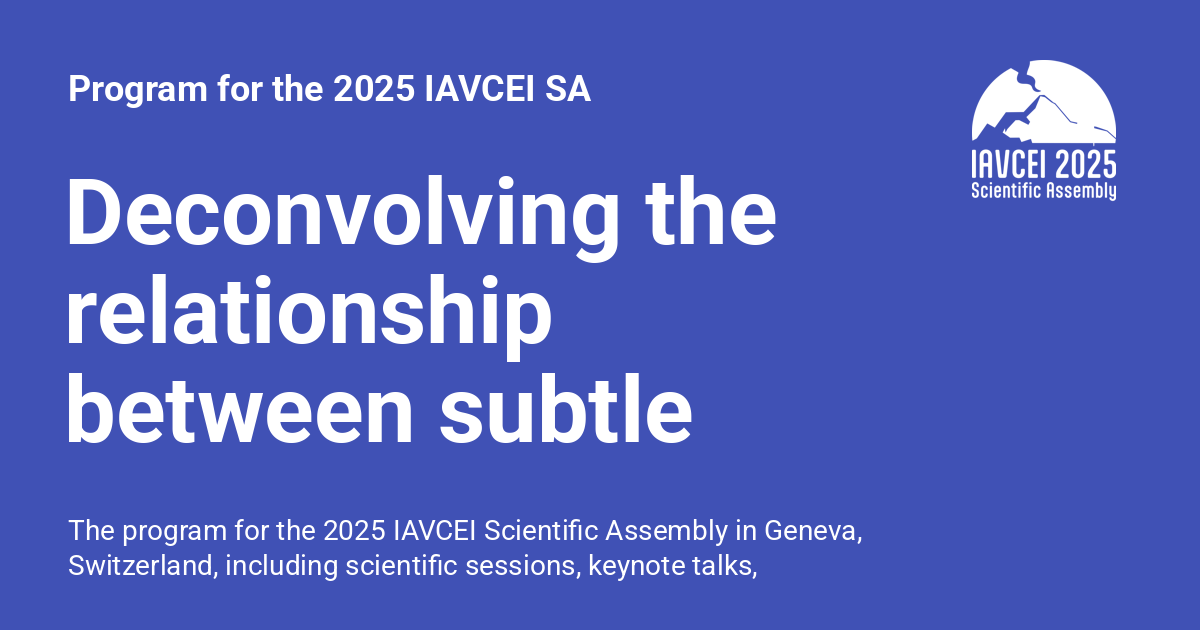 Program for the 2025 IAVCEI SA
IAVCEI 2025
Scientific Assembly
Deconvolving the
relationship
between subtle
The program for the 2025 IAVCEI Scientific Assembly in Geneva,
Switzerland, including scientific sessions, keynote talks,